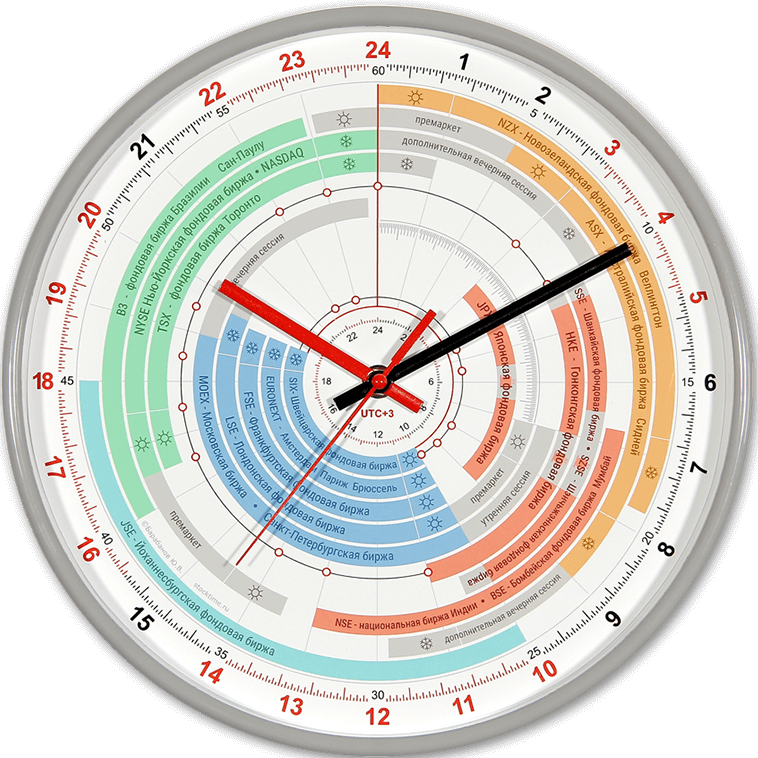 24
1
2
3
4
5
6
7
8
9
10
11
12
13
14
15
16
17
18
19
20
21
22
23
60
5
10
15
20
25
30
35
40
45
50
55
NZX - Новозеландская фондовая биржа Веллингтон
премаркет
дополнительная вечерняя сессия
ASX - Австралийская фондовая биржа Сидней
B3 - фондовая биржа Бразилии Сан-Паулу
NYSE Нью-Йоркская фондовая биржа • NASDAQ
TSX - фондовая биржа Торонто
вечерняя сессия
SSE - Шанхайская фондовая биржа • SZSE - Шэньчжэньская фондовая биржа
HKE - Гонконгская фондовая биржа
JPX Японская фондовая биржа
премаркет
утренняя сессия
BSE - Бомбейская фондовая биржа Мумбай
NSE - национальная биржа Индии
дополнительная вечерняя сессия
SIX - Швейцарская фондовая биржа
EURONEXT - Амстердам Париж Брюссель
FSE - Франкфуртская фондовая биржа
LSE - Лондонская фондовая биржа
MOEX - Московская биржа • Санкт-Петербургская биржа
премаркет
JSE - Йоханнесбургская фондовая биржа
©Барабанов Ю.В.
stocktime.ru
24
2
4
6
8
10
12
14
16
18
22
UTC+3